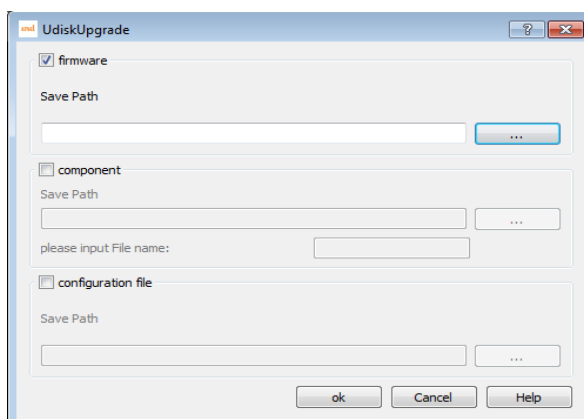 UdiskUpgrade
firmware
Save Path
...
component
Save Path
...
please input File name:
configuration file
Save Path
...
ok Cancel Help